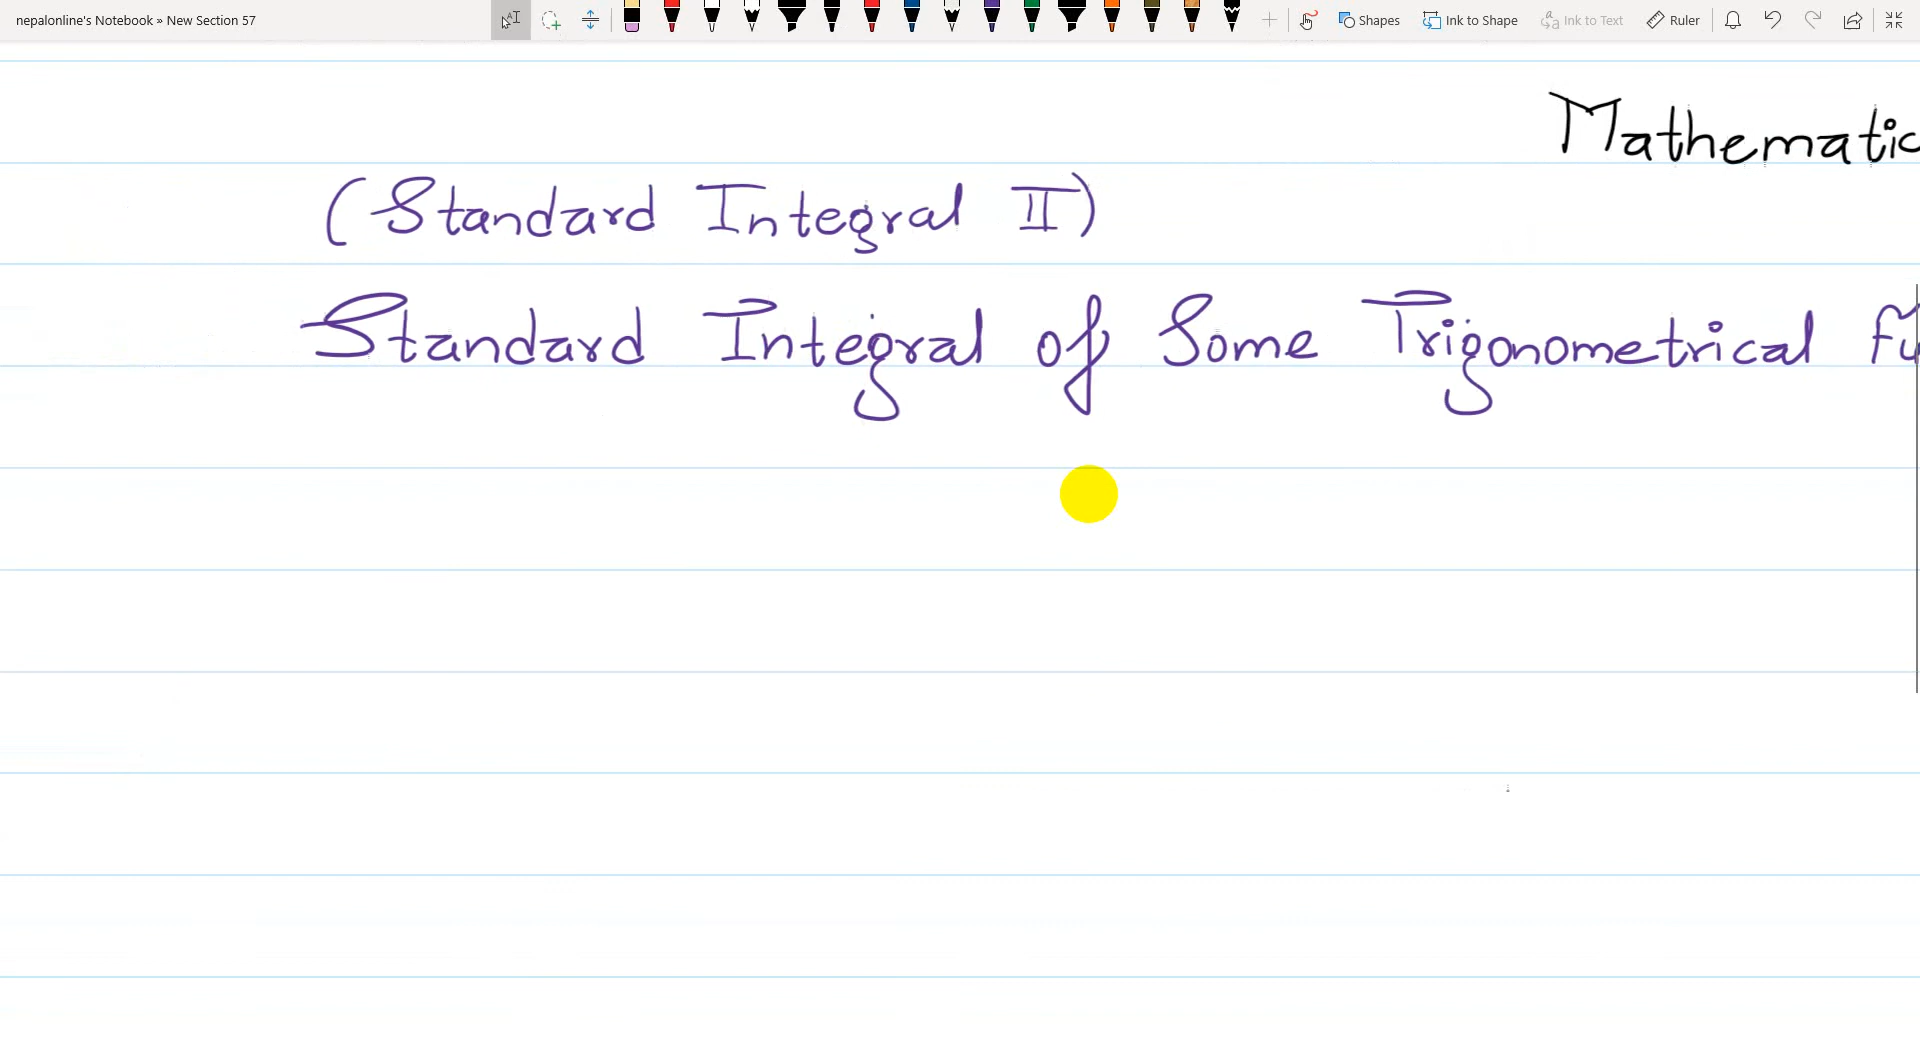 nepalonline's Notebook » New Section 57
Shapes
Ink to Shape
Ink to Text
Ruler
Mathematic
(Standard Integral II)
Standard Integral of Some Trigonometrical fu